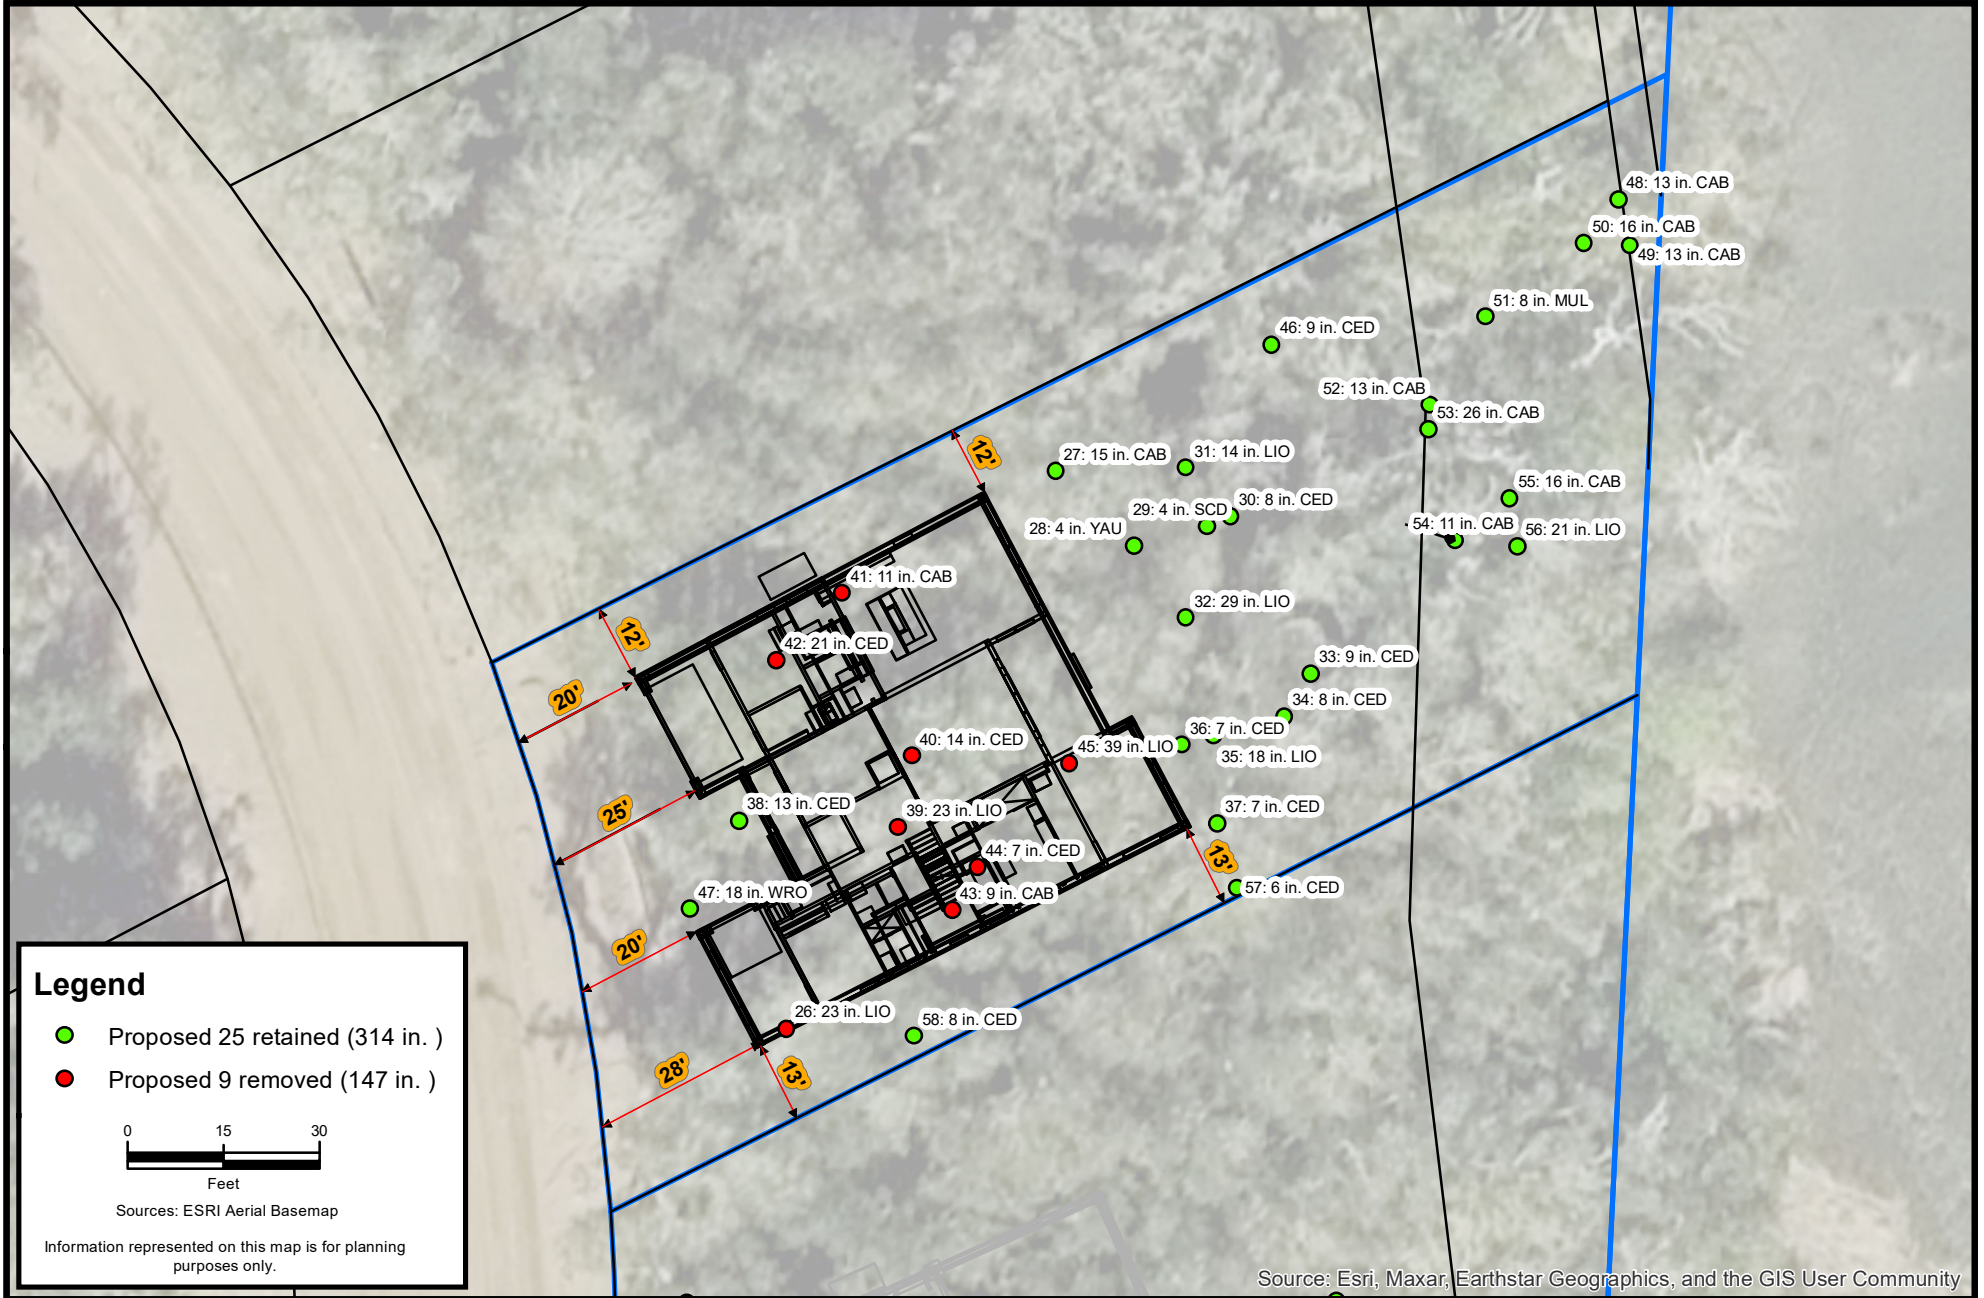 48: 13 in. CAB
50: 16 in. CAB
49: 13 in. CAB
51: 8 in. MUL
46: 9 in. CED
52: 13 in. CAB
53: 26 in. CAB
12'
27: 15 in. CAB
31: 14 in. LIO
55: 16 in. CAB
30: 8 in. CED
29: 4 in. SCD
28: 4 in. YAU
54: 11 in. CAB
56: 21 in. LIO
41: 11 in. CAB
32: 29 in. LIO
12'
42: 21 in. CED
33: 9 in. CED
20'
34: 8 in. CED
36: 7 in. CED
40: 14 in. CED
45: 39 in. LIO
35: 18 in. LIO
25'
38: 13 in. CED
39: 23 in. LIO
37: 7 in. CED
44: 7 in. CED
13'
47: 18 in. WRO
43: 9 in. CAB
57: 6 in. CED
20'
26: 23 in. LIO
58: 8 in. CED
28'
13'
Legend
Proposed 25 retained (314 in. )
Proposed 9 removed (147 in. )
0 15 30
Feet
Sources: ESRI Aerial Basemap
Information represented on this map is for planning
purposes only.
Source: Esri, Maxar, Earthstar Geographics, and the GIS User Community